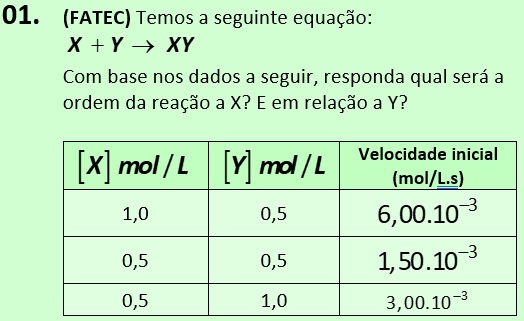 01. (FATEC) Temos a seguinte equação:
X + Y → XY
Com base nos dados a seguir, responda qual será a
ordem da reação a X? E em relação a Y?
[X] mol / L [Y] mol / L Velocidade inicial (mol/L.s)
1,0 0,5 6,00.10⁻³
0,5 0,5 1,50.10⁻³
0,5 1,0 3,00.10⁻³